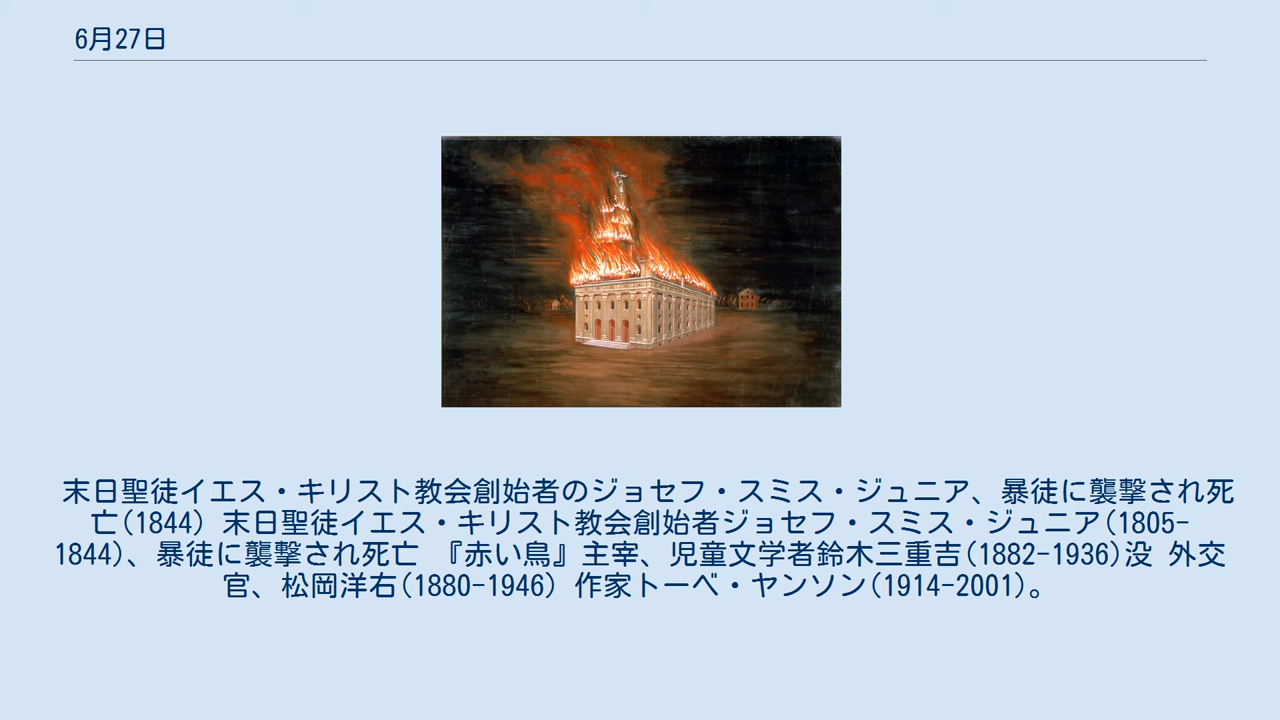 6月27日
末日聖徒イエス・キリスト教会創始者のジョセフ・スミス・ジュニア、暴徒に襲撃され死
亡(1844) 末日聖徒イエス・キリスト教会創始者ジョセフ・スミス・ジュニア(1805-
1844)、暴徒に襲撃され死亡 『赤い鳥』主宰、児童文学者鈴木三重吉(1882-1936)没 外交
官、松岡洋右(1880-1946) 作家トーベ・ヤンソン(1914-2001)。